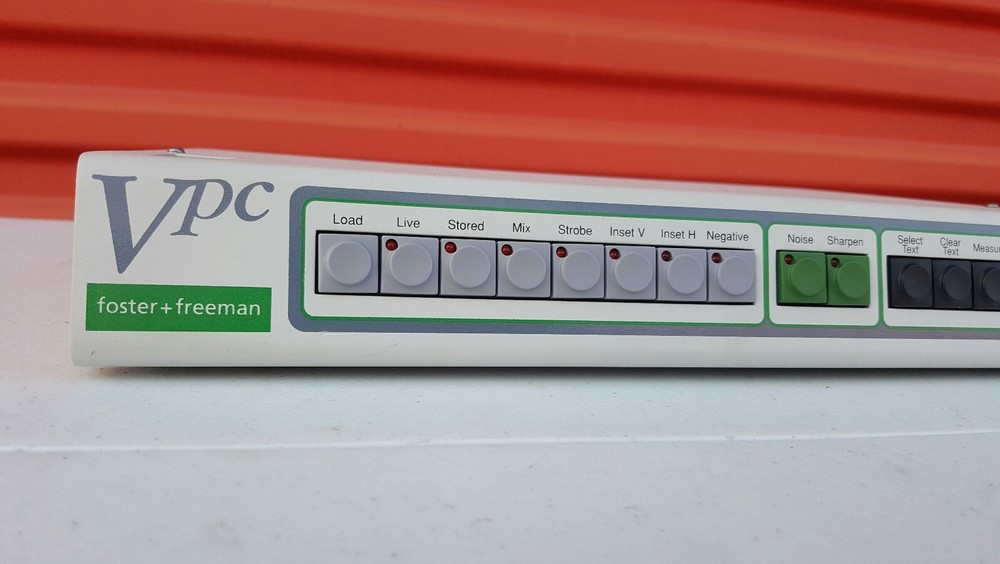 Vpc
foster+freeman
Load Live Stored Mix Strobe Inset V Inset H Negative
Noise Sharpen
Select Text
Clear Text